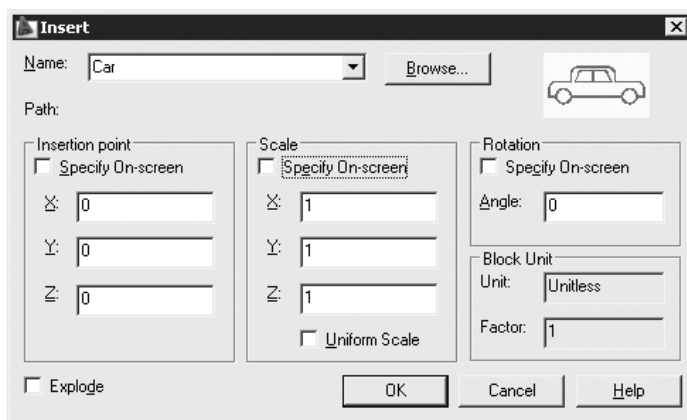 Insert
Name: Car Browse...
Path:
Insertion point
Specify On-screen
X: 0
Y: 0
Z: 0
Scale
Specify On-screen
X: 1
Y: 1
Z: 1
Uniform Scale
Rotation
Specify On-screen
Angle: 0
Block Unit
Unit: Unitless
Factor: 1
Explode
OK Cancel Help